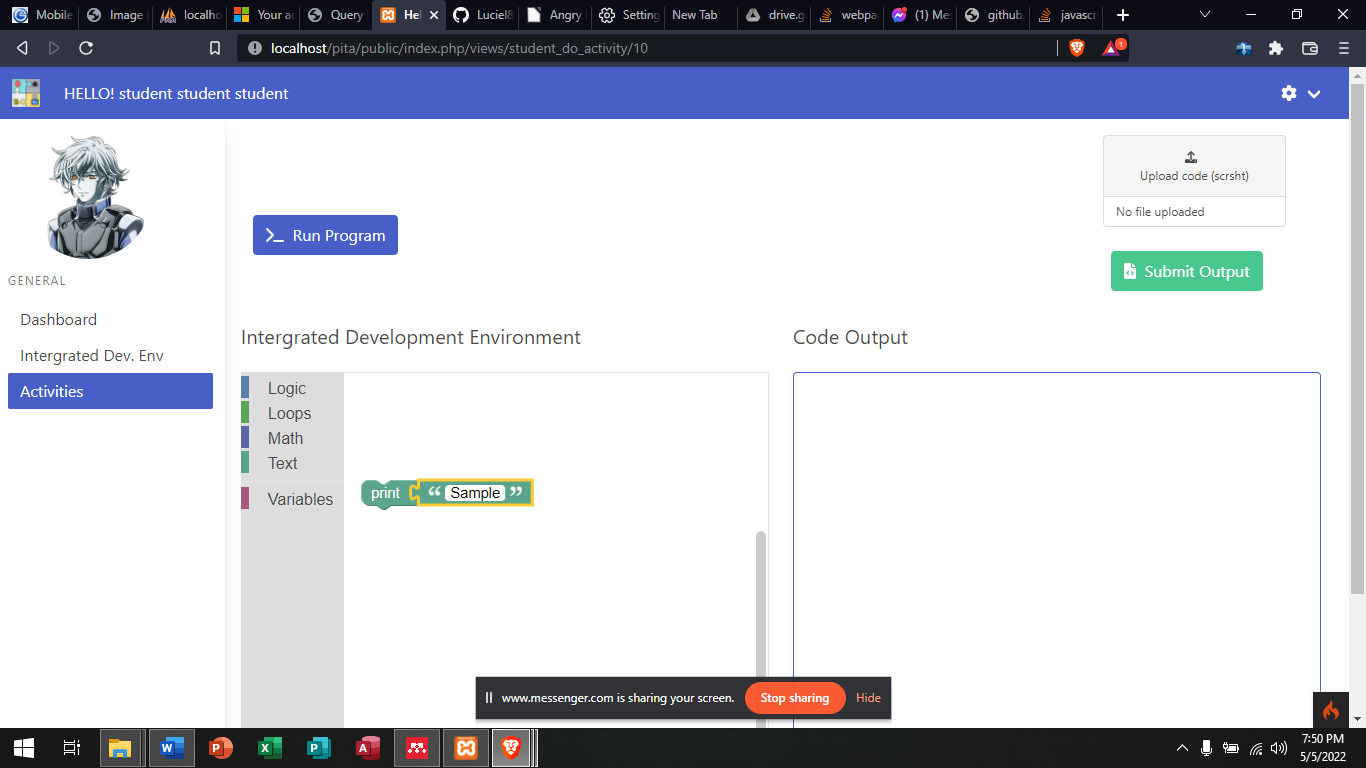 Mobile
Image
localho
Your ac
Query
Hel
Luciel8
Angry
Setting
New Tab
drive.g
webpa
(1) Mes
github.
javascr
localhost/pita/public/index.php/views/student_do_activity/10
1
HELLO! student student student
Upload code (scrsht)
No file uploaded
Run Program
Submit Output
GENERAL
Dashboard
Intergrated Dev. Env
Activities
Intergrated Development Environment
Code Output
Logic
Loops
Math
Text
Variables
print “ Sample ”
www.messenger.com is sharing your screen.
Stop sharing
Hide
7:50 PM
5/5/2022